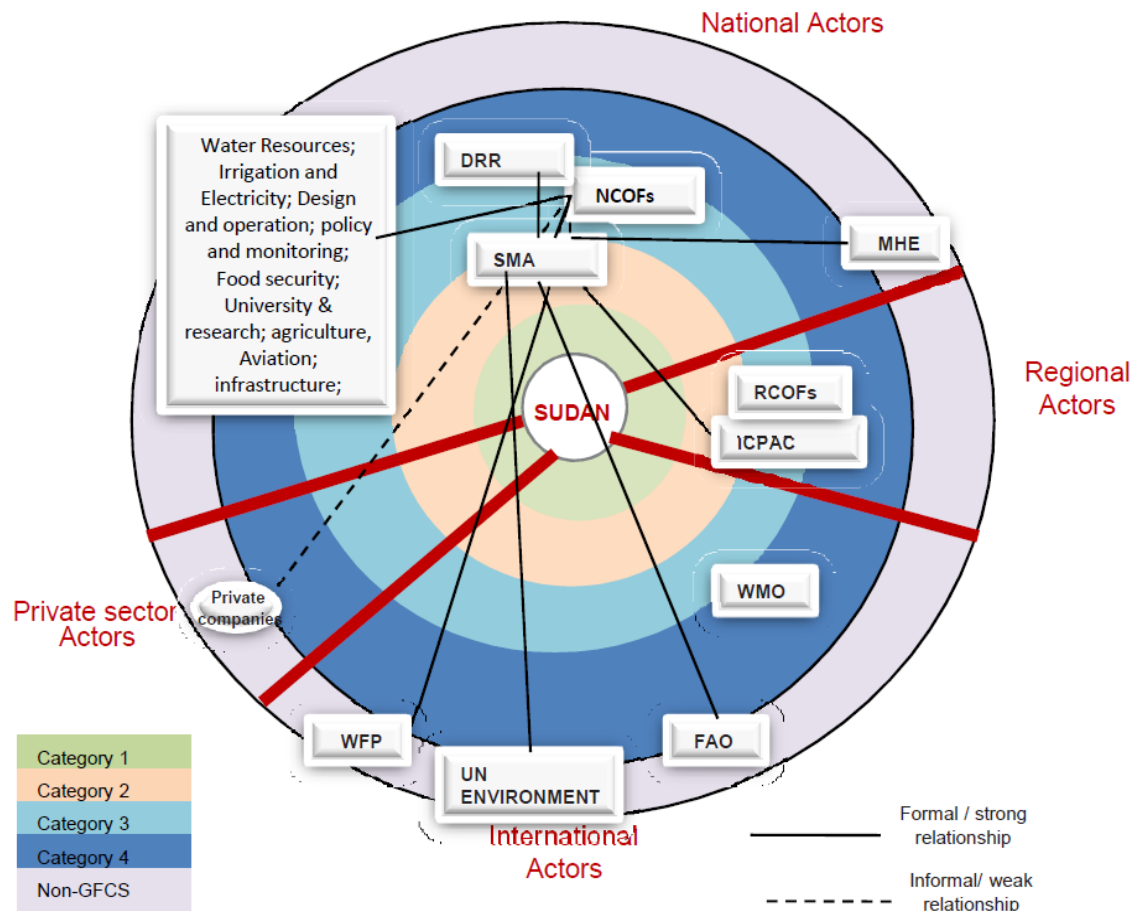 National Actors
Water Resources;
Irrigation and
Electricity; Design
and operation; policy
and monitoring;
Food security;
University &
research; agriculture,
Aviation;
infrastructure;
DRR
NCOFs
SMA
MHE
SUDAN
RCOFs
ICPAC
Regional
Actors
WMO
Private
companies
Private sector
Actors
WFP
UN
ENVIRONMENT
FAO
International
Actors
Category 1
Category 2
Category 3
Category 4
Non-GFCS
Formal / strong
relationship
Informal/ weak
relationship